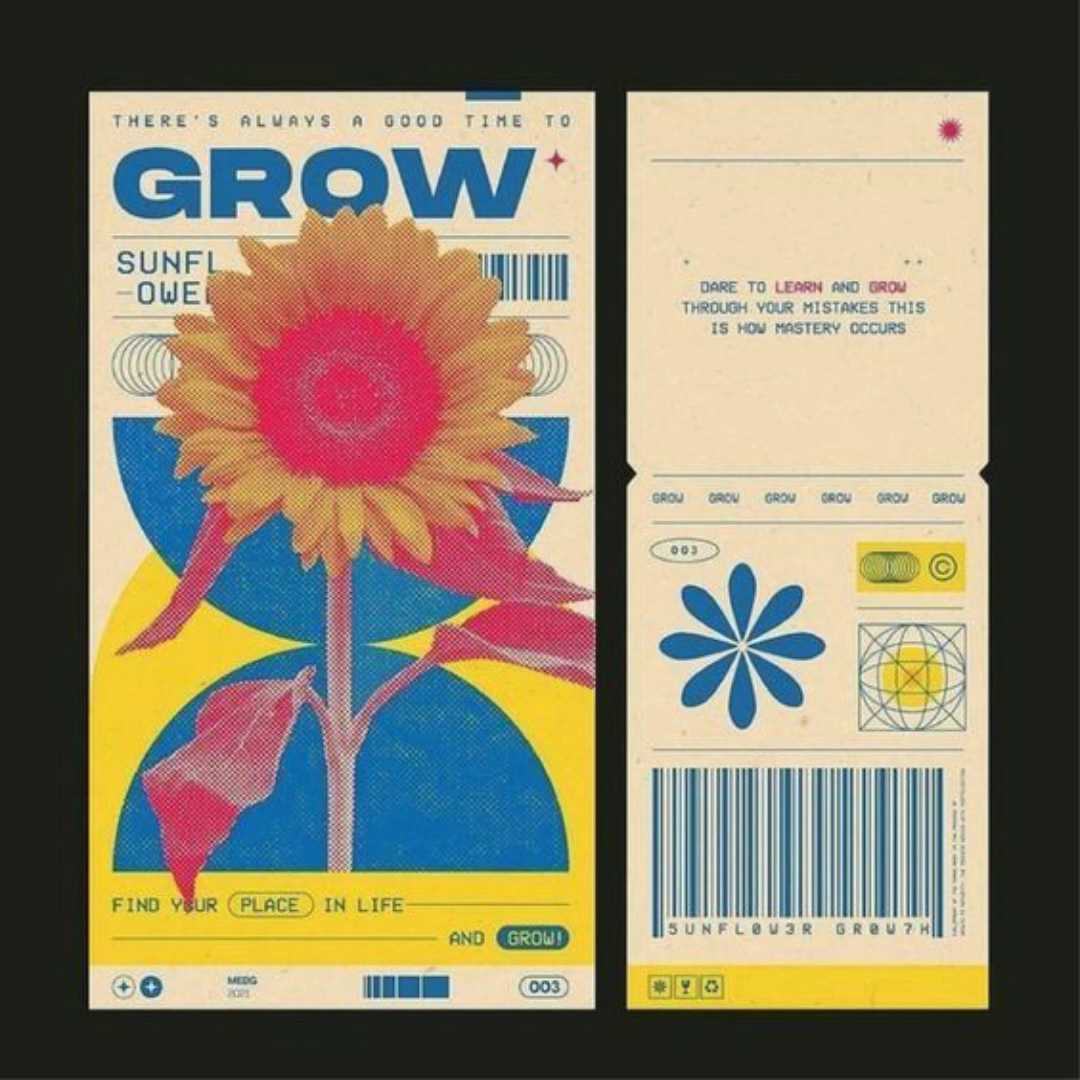 THERE'S ALWAYS A GOOD TIME TO
GROW
SUNFL
-OWE
FIND YOUR PLACE IN LIFE
AND GROW!
MEDG
2021
003
DARE TO LEARN AND GROW
THROUGH YOUR MISTAKES THIS
IS HOW MASTERY OCCURS
GROW GROW GROW GROW GROW GROW
003
©
SUNFL0W3R GR0W7H